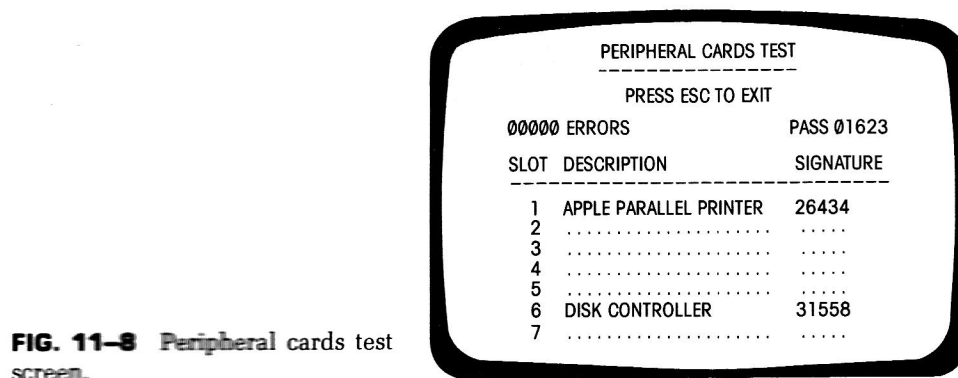 PERIPHERAL CARDS TEST
PRESS ESC TO EXIT
00000 ERRORS PASS 01623
SLOT DESCRIPTION SIGNATURE
1 APPLE PARALLEL PRINTER 26434
2 ..................... .....
3 ..................... .....
4 ..................... .....
5 ..................... .....
6 DISK CONTROLLER 31558
7 ..................... .....
FIG. 11–8 Peripheral cards test
screen.